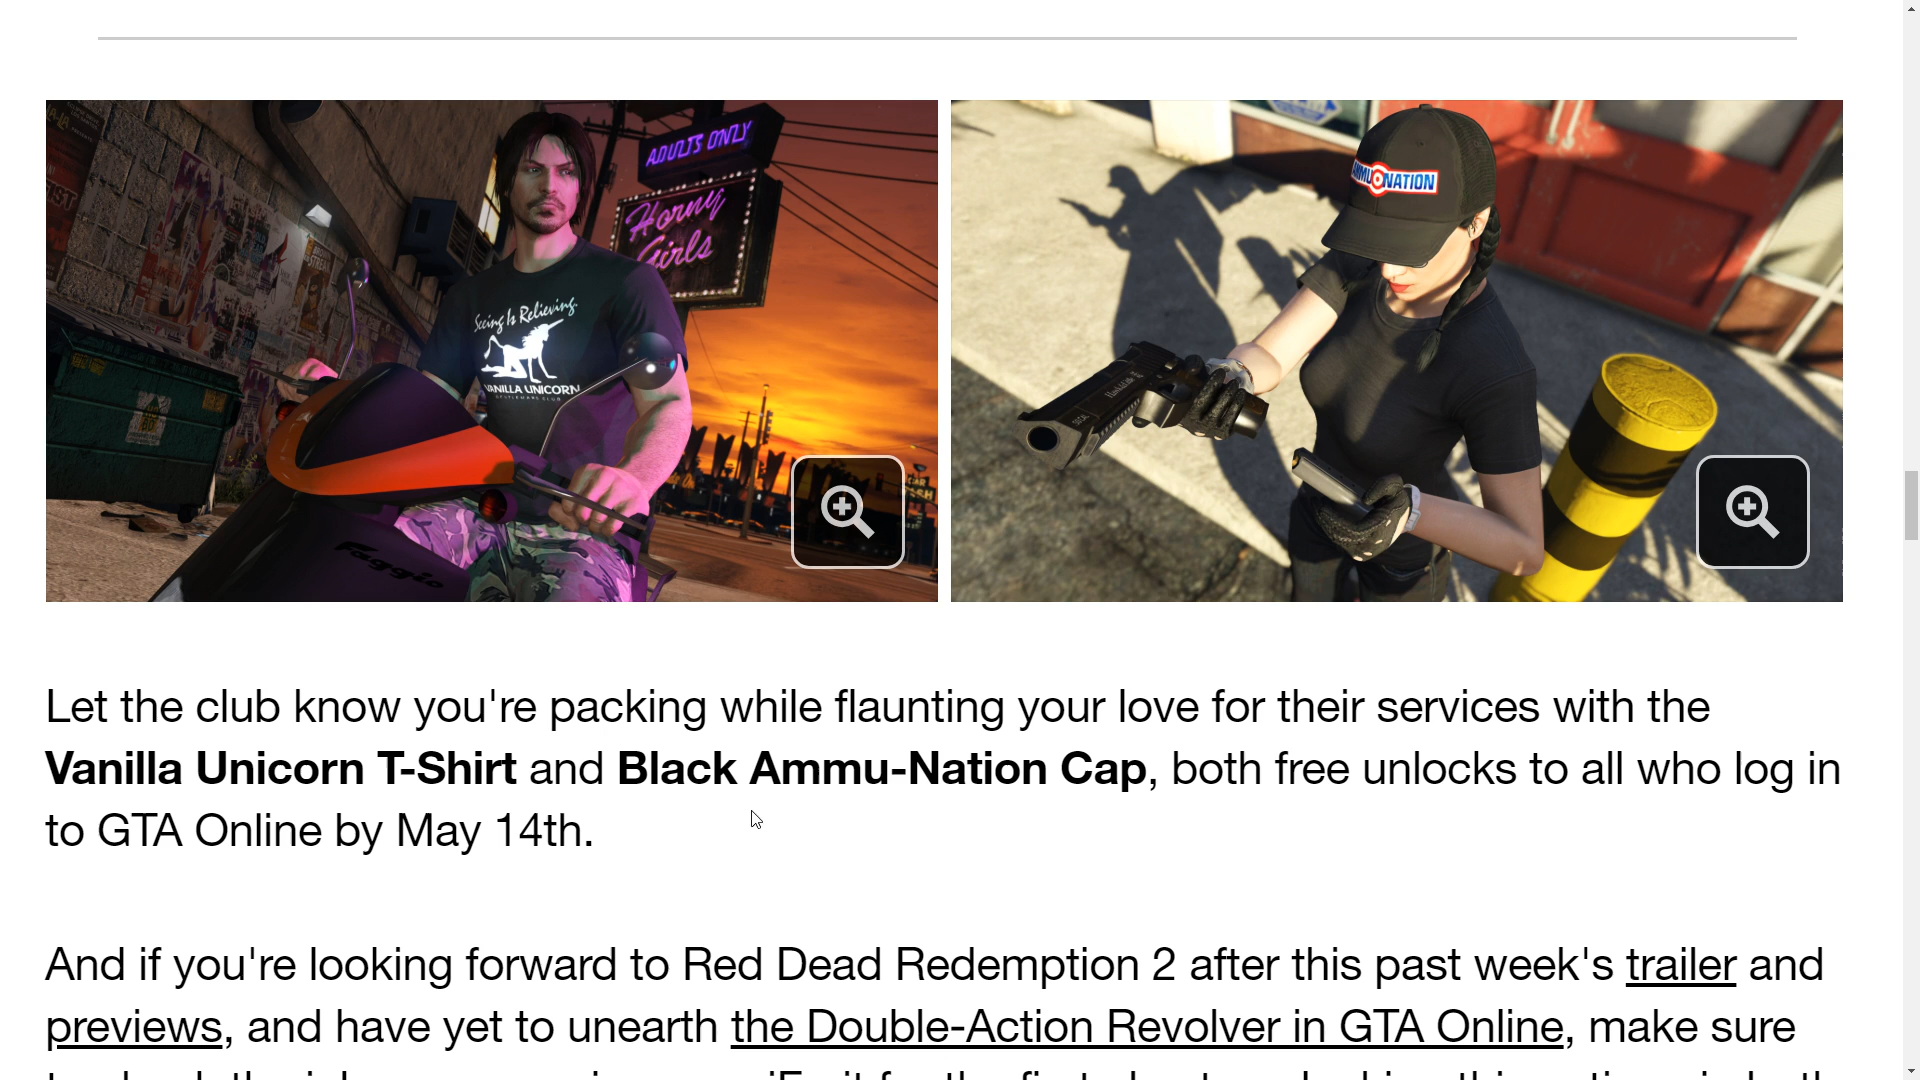 ADULTS ONLY
Horny
Girls
Seeing Is Relieving.
VANILLA UNICORN
GENTLEMENS CLUB
Faggio
CAR
AMMU NATION
Let the club know you're packing while flaunting your love for their services with the
Vanilla Unicorn T-Shirt and Black Ammu-Nation Cap, both free unlocks to all who log in
to GTA Online by May 14th.
And if you're looking forward to Red Dead Redemption 2 after this past week's trailer and
previews, and have yet to unearth the Double-Action Revolver in GTA Online, make sure